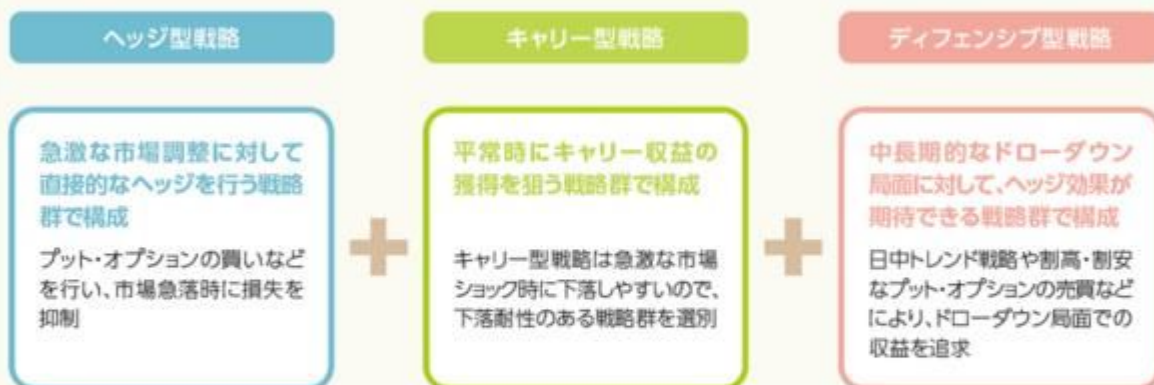 ヘッジ型戦略
急激な市場調整に対して
直接的なヘッジを行う戦略
群で構成
プット・オプションの買いなど
を行い、市場急落時に損失を
抑制
キャリー型戦略
平常時にキャリー収益の
獲得を狙う戦略群で構成
キャリー型戦略は急激な市場
ショック時に下落しやすいので、
下落耐性のある戦略群を選別
ディフェンシブ型戦略
中長期的なドローダウン
局面に対して、ヘッジ効果が
期待できる戦略群で構成
日中トレンド戦略や割高・割安
なプット・オプションの売買など
により、ドローダウン局面での
収益を追求